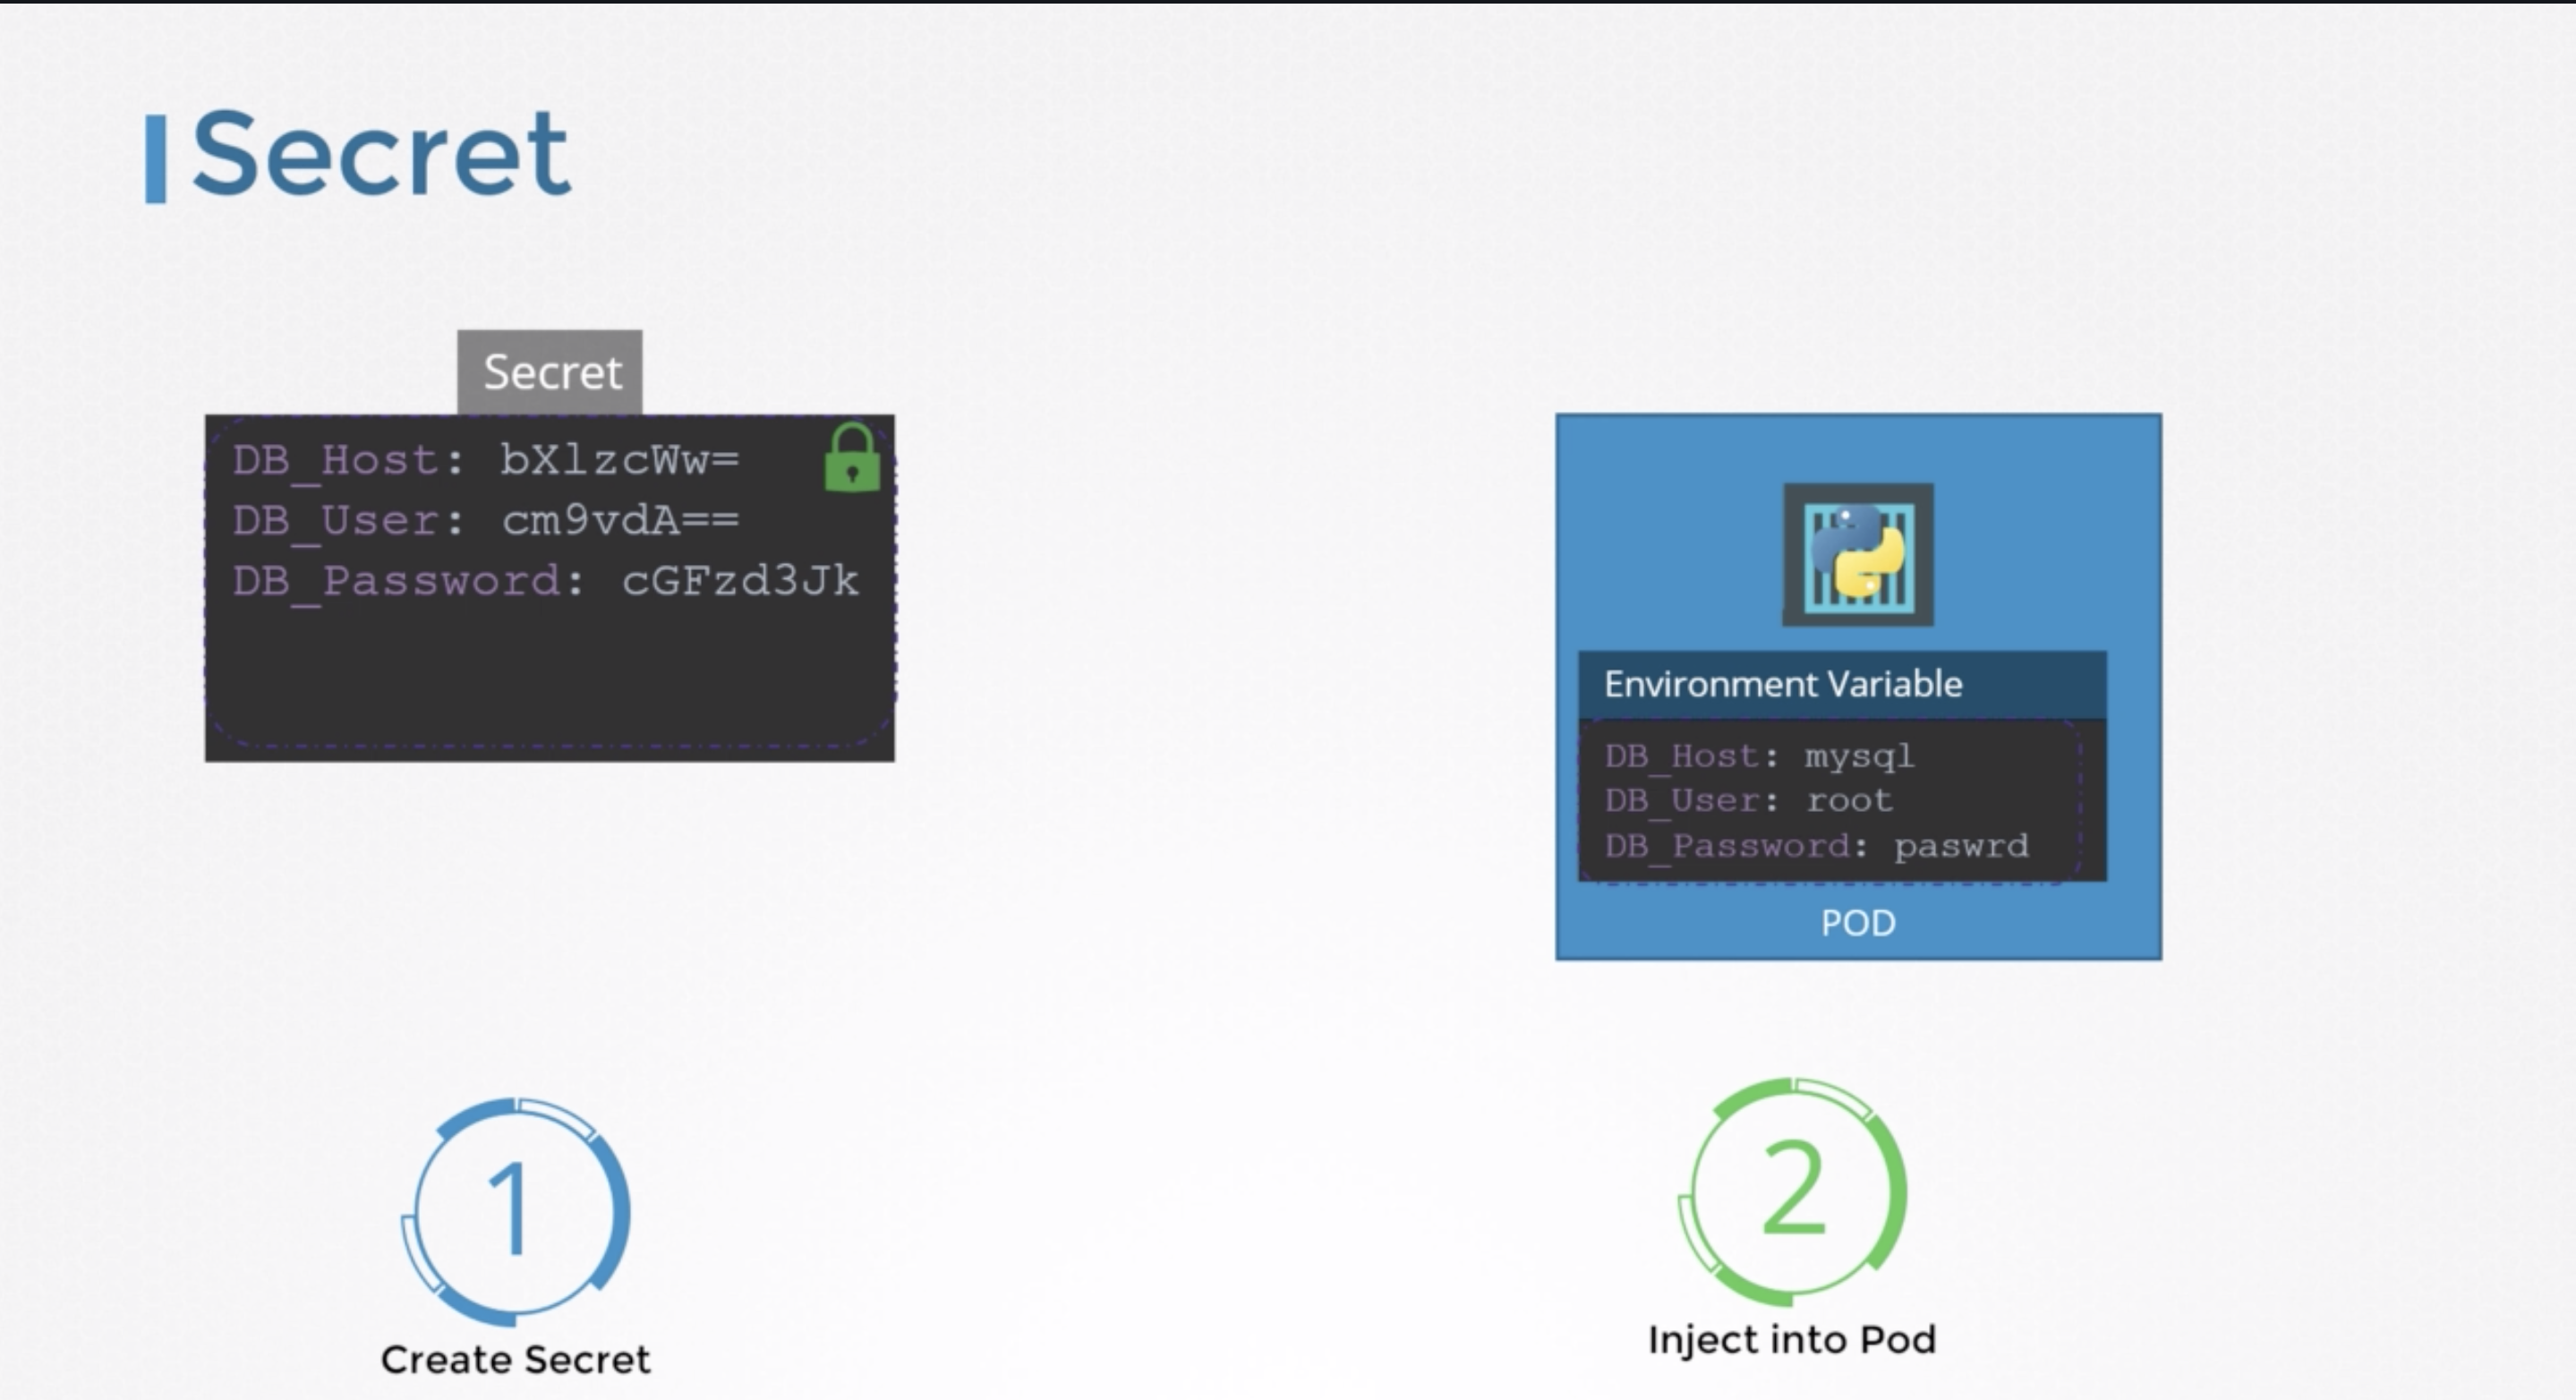 Secret
Secret
DB_Host: bXlzcWw=
DB_User: cm9vdA==
DB_Password: cGFzd3Jk
Environment Variable
DB_Host: mysql
DB_User: root
DB_Password: paswrd
POD
1
Create Secret
2
Inject into Pod